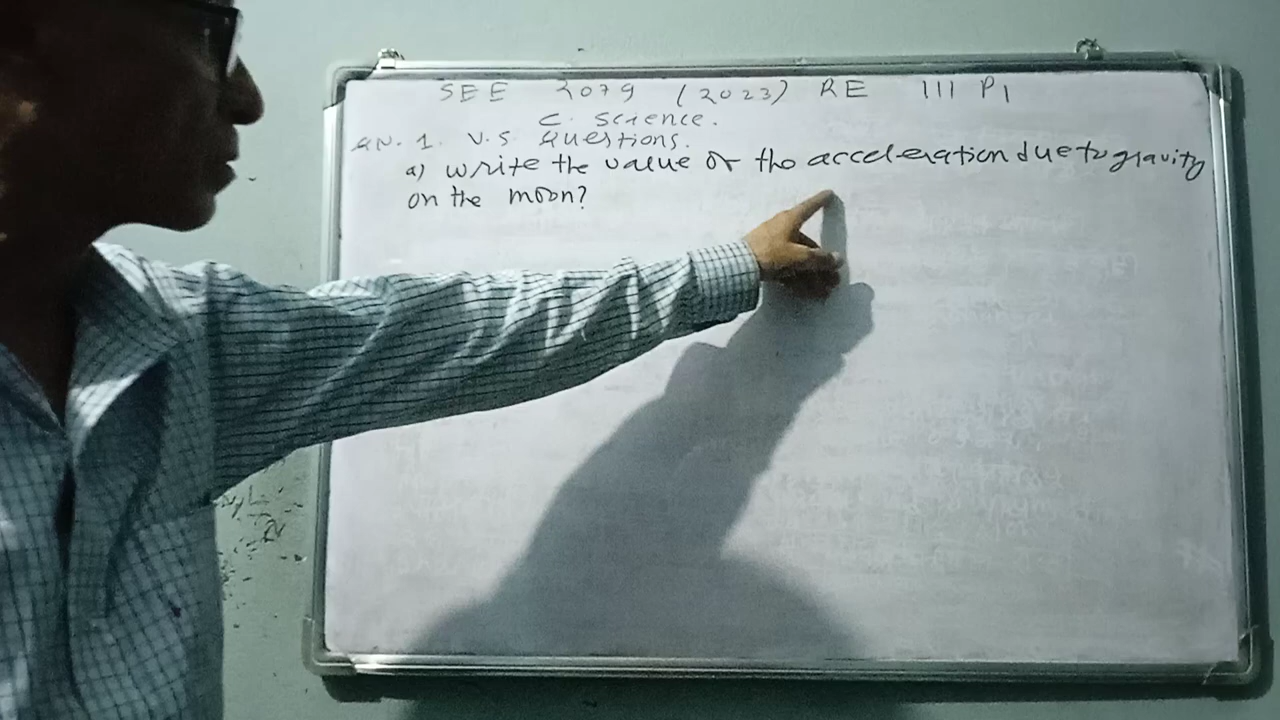 SEE 2079 (2023) RE III P1
C. Science.
QN. 1. V.S. Questions.
a) write the value of the acceleration due to gravity
on the moon?